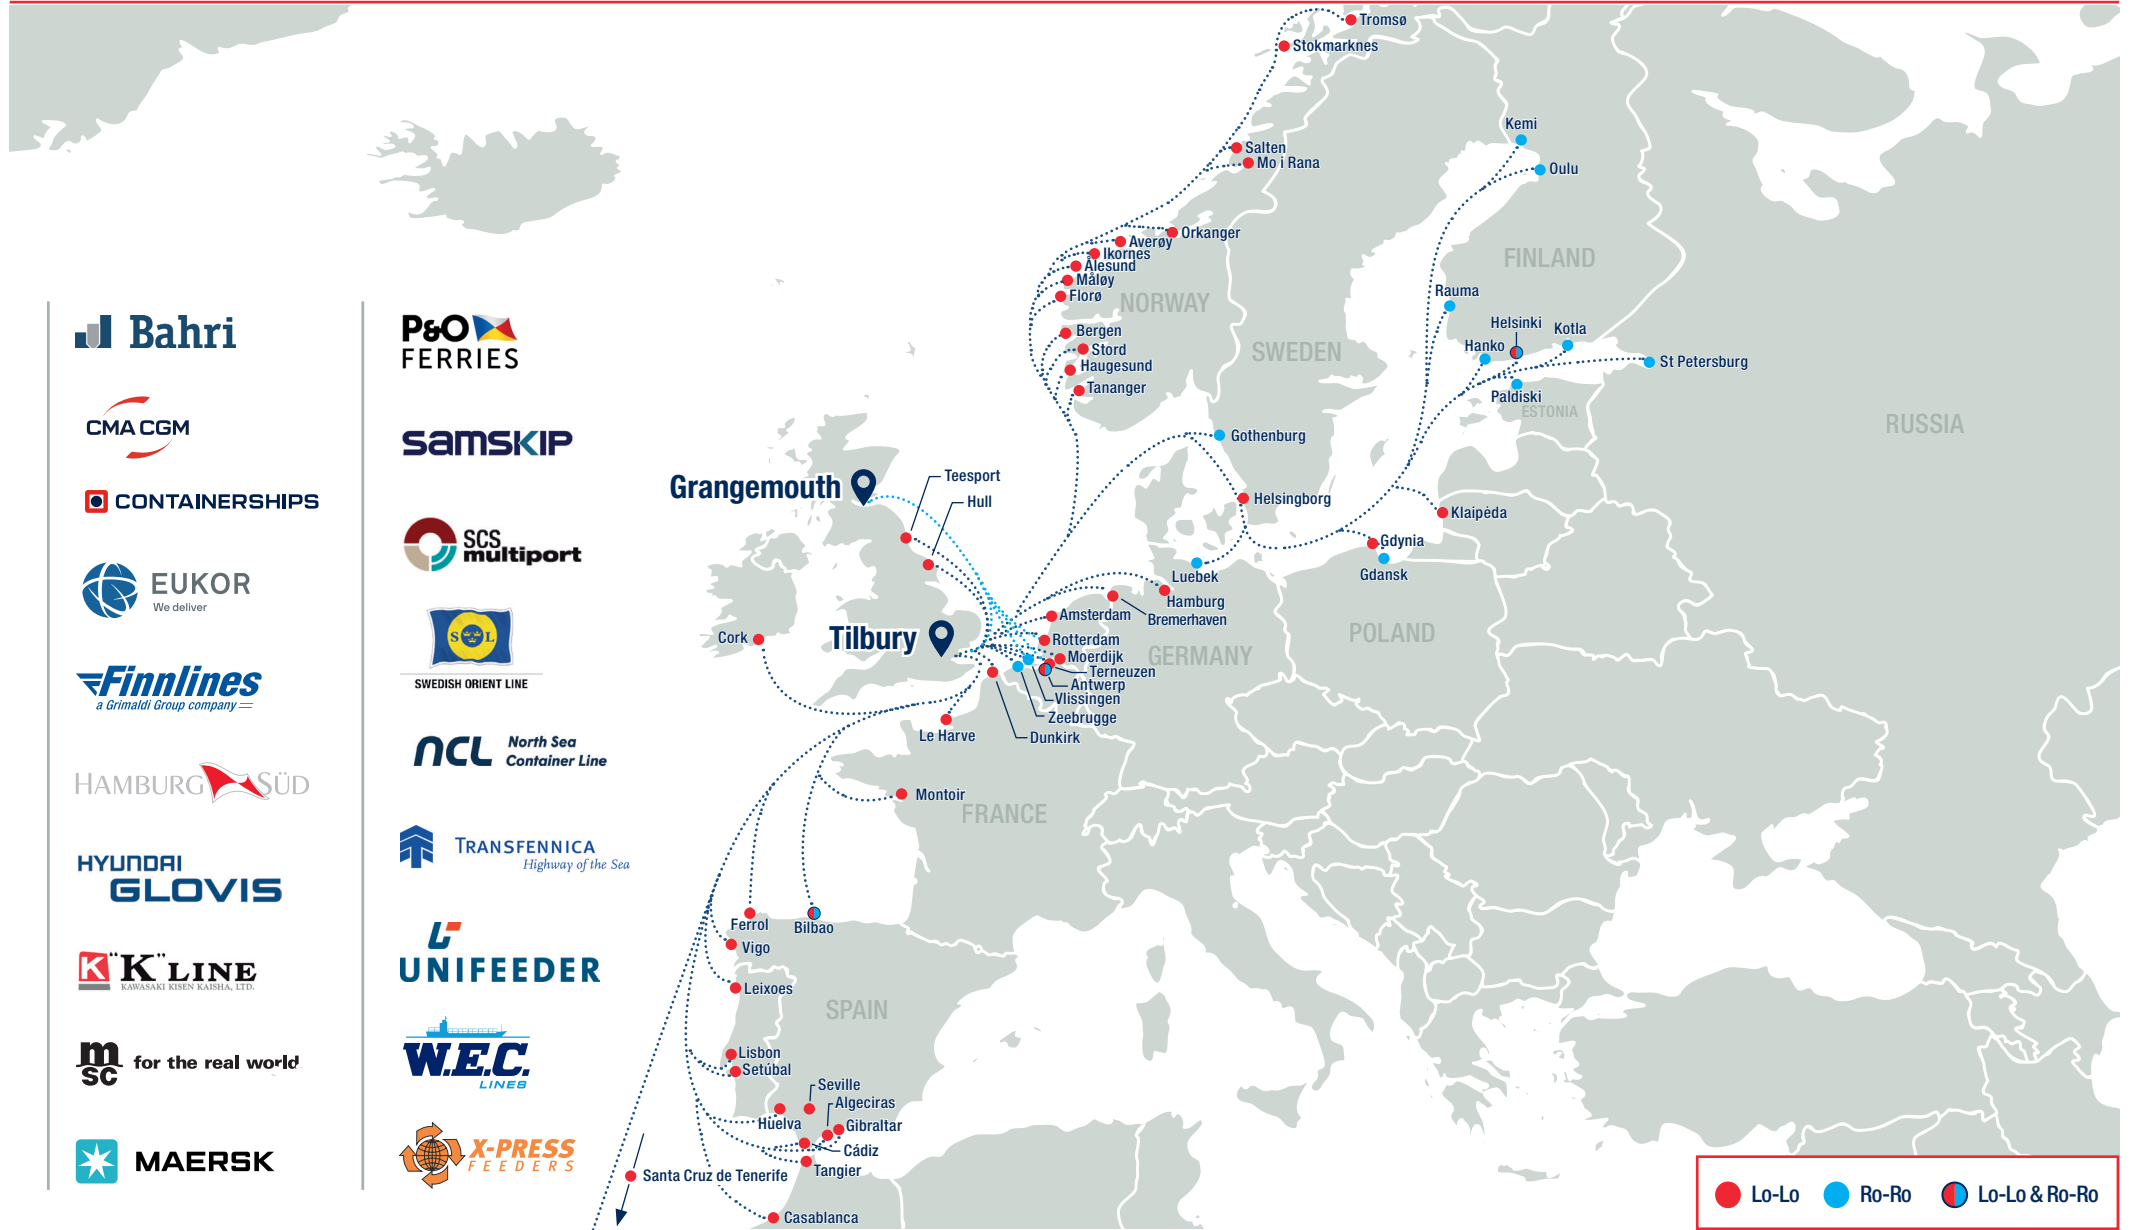 Tromsø
Stokmarknes
Kemi
Salten
Mo i Rana
Oulu
Orkanger
Averøy
Ikornes
Ålesund
Måløy
Florø
NORWAY
FINLAND
Rauma
Helsinki
Kotla
Hanko
St Petersburg
Paldiski
ESTONIA
RUSSIA
Bergen
Stord
Haugesund
Tananger
SWEDEN
Gothenburg
Helsingborg
Klaipėda
Gdynia
Gdansk
Grangemouth
Teesport
Hull
Luebek
Hamburg
Bremerhaven
Amsterdam
Rotterdam
Moerdijk
Terneuzen
Antwerp
Vlissingen
Zeebrugge
Dunkirk
GERMANY
POLAND
Cork
Tilbury
Le Harve
Montoir
FRANCE
Ferrol
Bilbao
Vigo
Leixoes
SPAIN
Lisbon
Setúbal
Seville
Algeciras
Huelva
Gibraltar
Cádiz
Tangier
Santa Cruz de Tenerife
Casablanca
Bahri
CMA CGM
CONTAINERSHIPS
EUKOR
We deliver
Finnlines
a Grimaldi Group company
HAMBURG SÜD
HYUNDAI
GLOVIS
K "K" LINE
KAWASAKI KISEN KAISHA, LTD.
msc for the real world
MAERSK
P&O
FERRIES
samskip
SCS
multiport
S L
SWEDISH ORIENT LINE
NCL North Sea
Container Line
TRANSFENNICA
Highway of the Sea
UNIFEEDER
W.E.C.
LINES
X-PRESS
FEEDERS
Lo-Lo
Ro-Ro
Lo-Lo & Ro-Ro